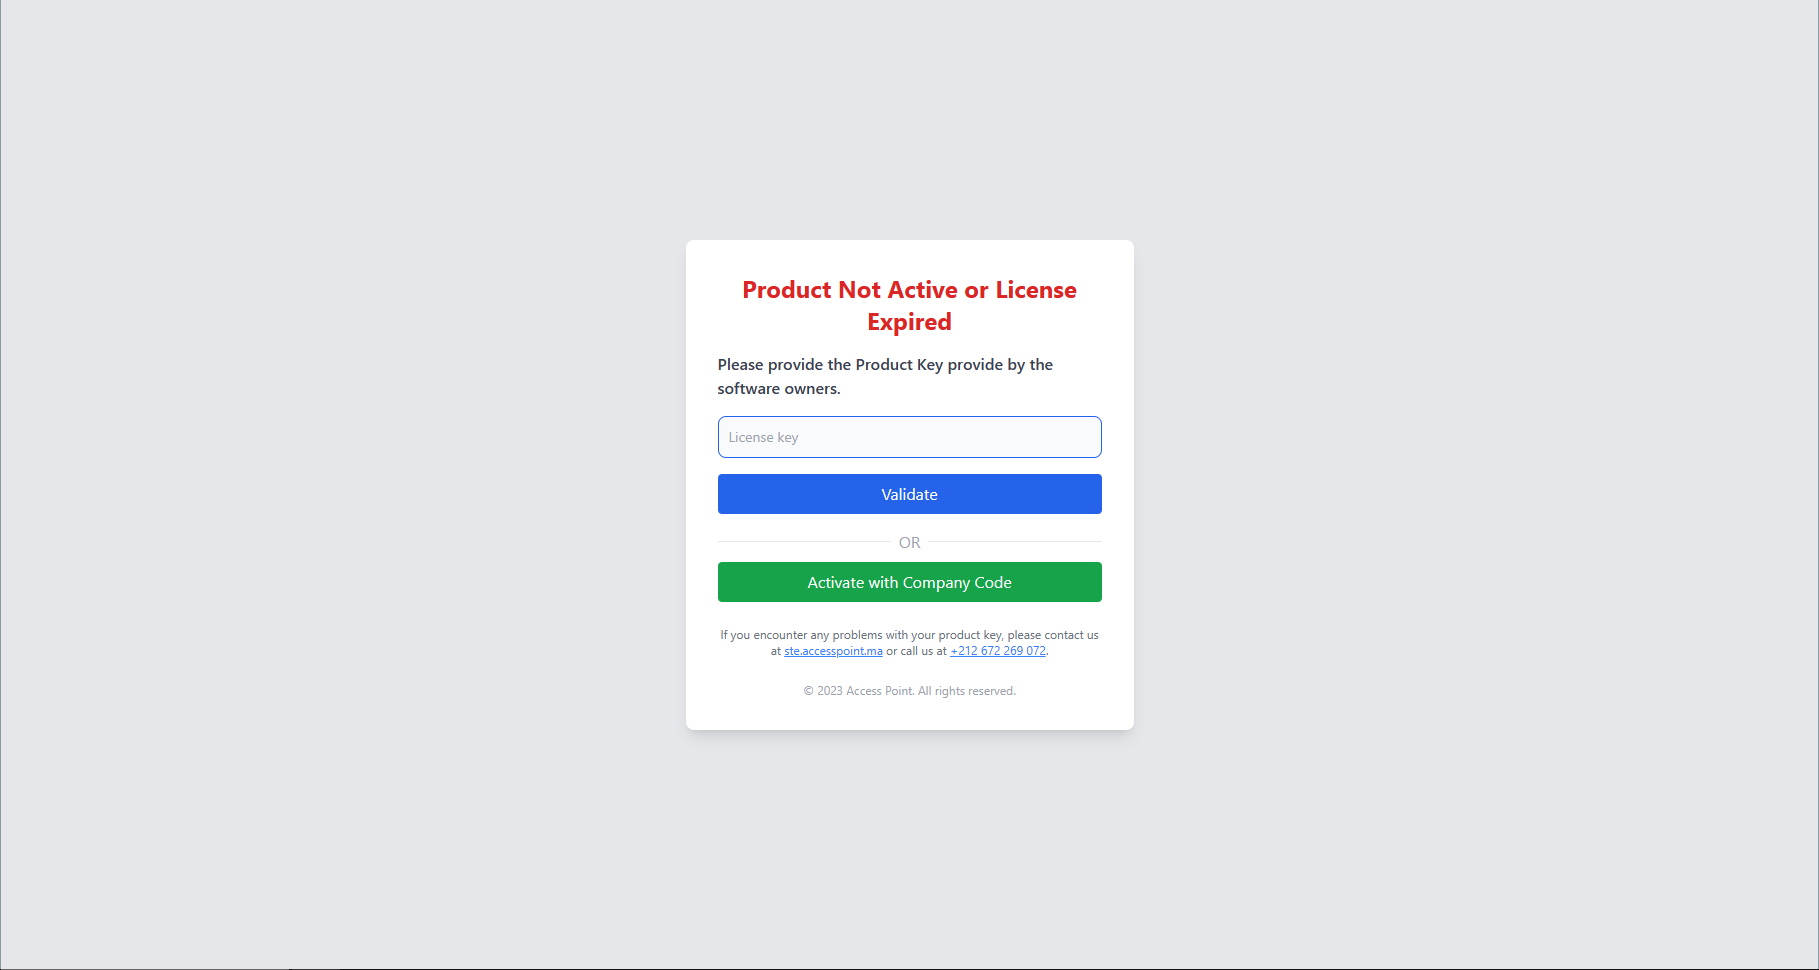 Product Not Active or License
Expired
Please provide the Product Key provide by the
software owners.
License key
Validate
OR
Activate with Company Code
If you encounter any problems with your product key, please contact us
at ste.accesspoint.ma or call us at +212 672 269 072.
© 2023 Access Point. All rights reserved.